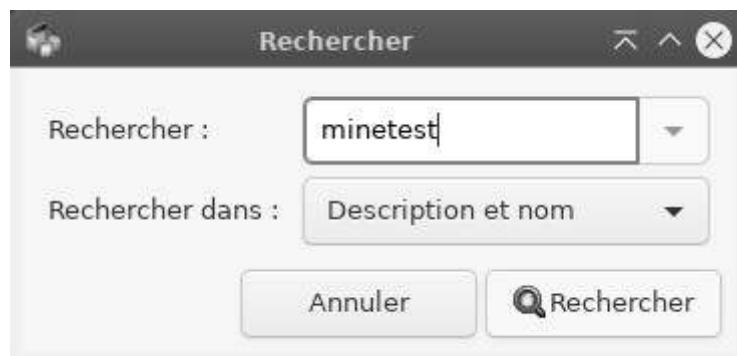 Rechercher
Rechercher : minetest
Rechercher dans : Description et nom
Annuler Rechercher